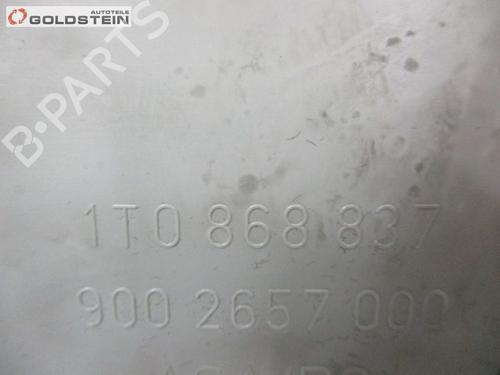 AUTOTEILE
GOLDSTEIN
B-PARTS
1T0 868 837
900 2657 000